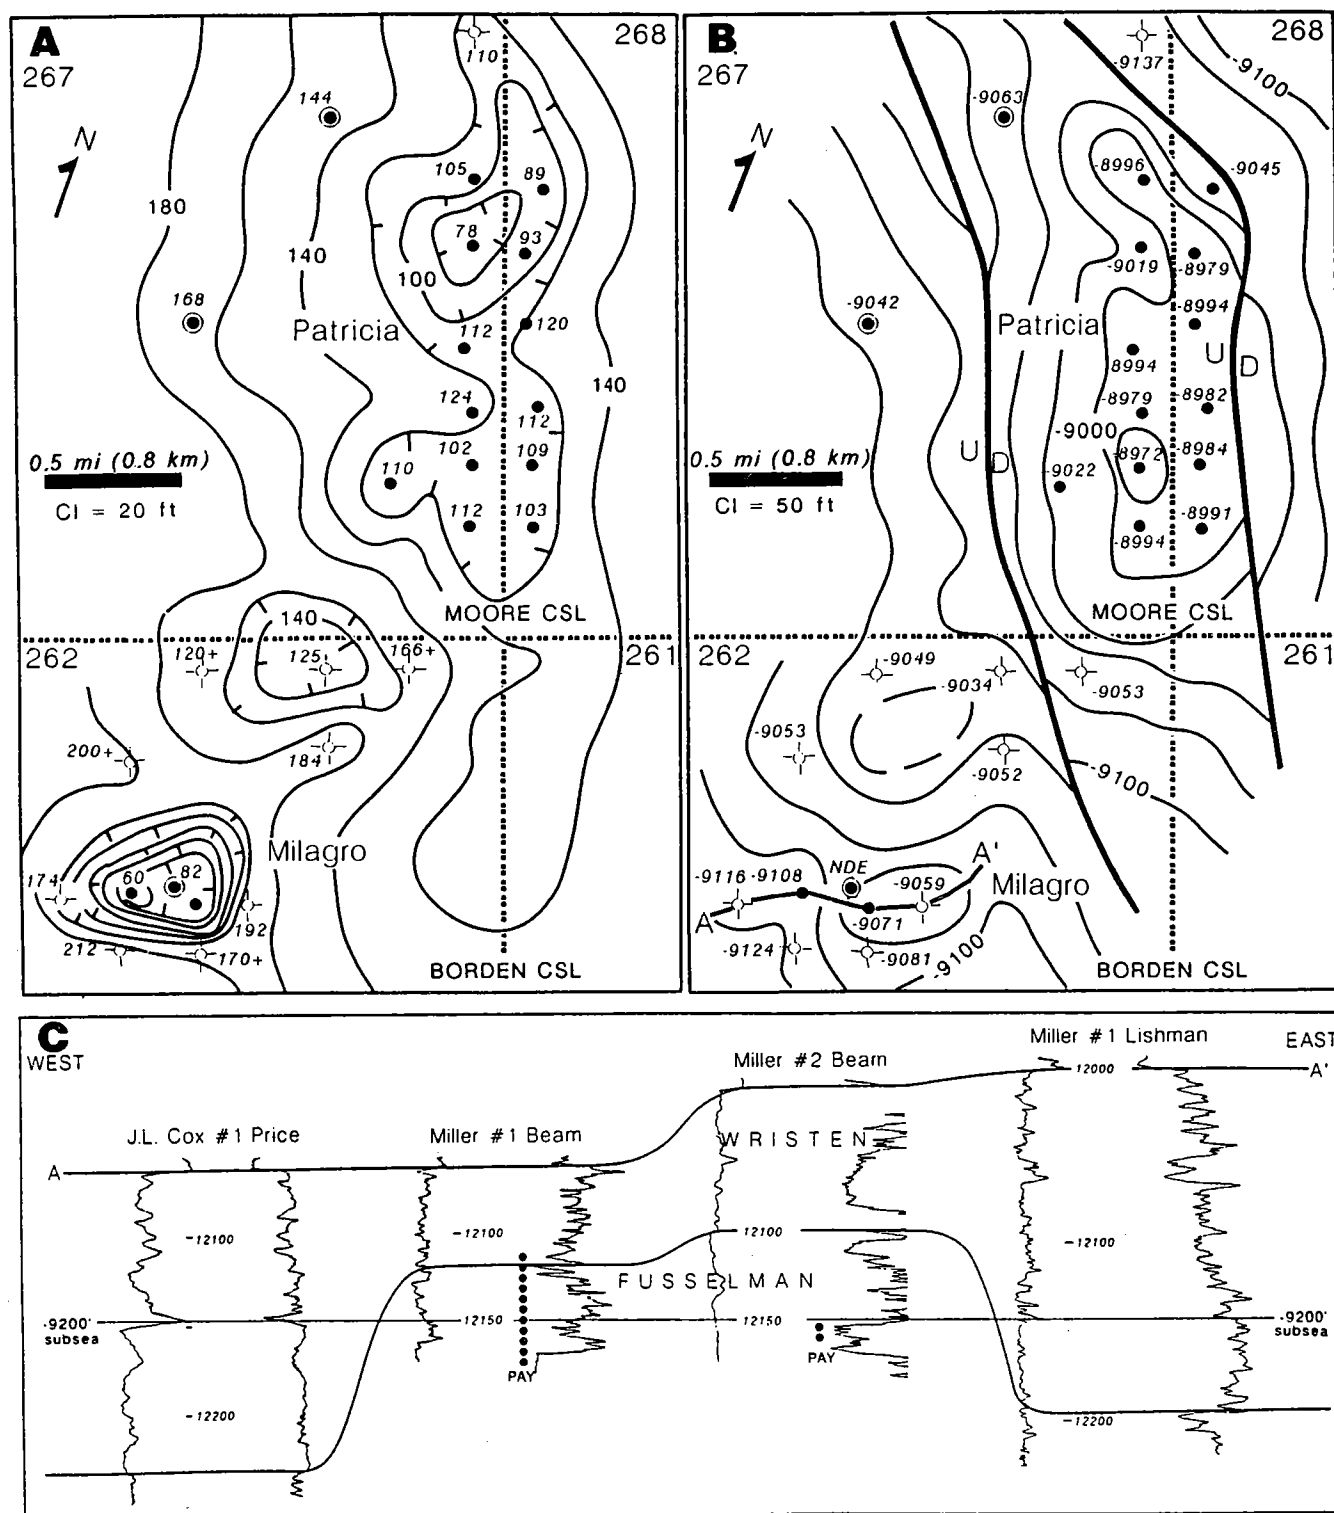 A
267
268
110
144
N
105
89
180
78
93
140
100
168
Patricia
112
120
124
112
140
0.5 mi (0.8 km)
102
109
110
CI = 20 ft
112
103
140
MOORE CSL
262
120+
125
166+
261
200+
184
Milagro
174
60
82
192
212
170+
BORDEN CSL
B
267
268
-9137
-9100
-9063
N
-8996
-9045
-9019
-8979
-9042
Patricia
-8994
-8994
U
D
-8979
-8982
-9000
0.5 mi (0.8 km)
U
D
-8972
-8984
-9022
CI = 50 ft
-8994
-8991
MOORE CSL
262
261
-9049
-9034
-9053
-9053
-9052
-9100
A'
NDE
-9116
-9108
-9059
Milagro
A
-9071
-9124
-9081
-9100
BORDEN CSL
C
WEST
EAST
Miller #1 Lishman
Miller #2 Beam
12000
A'
J.L. Cox #1 Price
Miller #1 Beam
WRISTEN
A
-12100
-12100
12100
-12100
FUSSELMAN
-9200'
subsea
12150
12150
-9200'
subsea
PAY
PAY
-12200
-12200